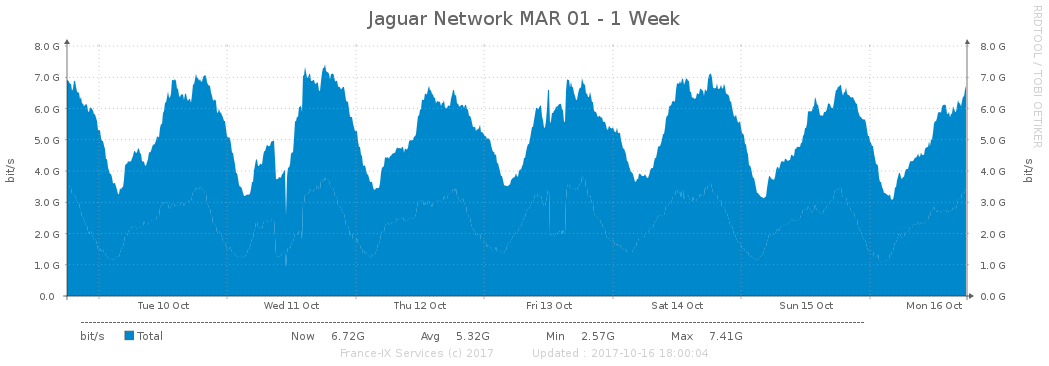 Jaguar Network MAR 01 - 1 Week
RRDTOOL / TOBI OETIKER
bit/s
8.0 G 8.0 G
7.0 G 7.0 G
6.0 G 6.0 G
5.0 G 5.0 G
4.0 G 4.0 G
3.0 G 3.0 G
2.0 G 2.0 G
1.0 G 1.0 G
0.0 0.0 G
bit/s
Tue 10 Oct Wed 11 Oct Thu 12 Oct Fri 13 Oct Sat 14 Oct Sun 15 Oct Mon 16 Oct
bit/s Total Now 6.72G Avg 5.32G Min 2.57G Max 7.41G
France-IX Services (c) 2017 Updated : 2017-10-16 18:00:04